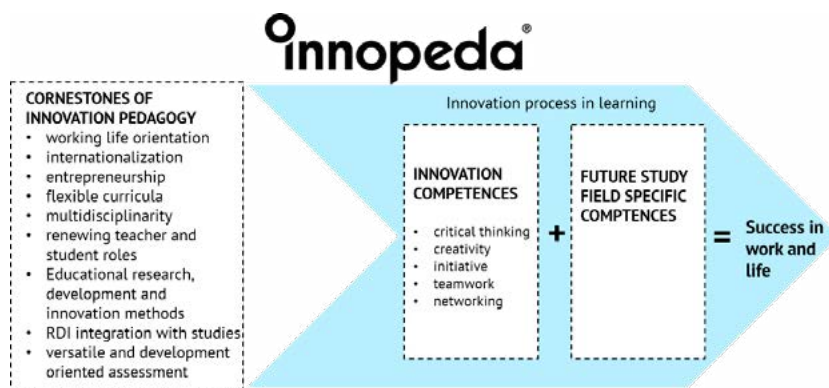 innopeda®
CORNESTONES OF
INNOVATION PEDAGOGY
• working life orientation
• internationalization
• entrepreneurship
• flexible curricula
• multidisciplinarity
• renewing teacher and
student roles
• Educational research,
development and
innovation methods
• RDI integration with studies
• versatile and development
oriented assessment
Innovation process in learning
INNOVATION
COMPETENCES
• critical thinking
• creativity
• initiative
• teamwork
• networking
+
FUTURE STUDY
FIELD SPECIFIC
COMPTENCES
=
Success in
work and
life